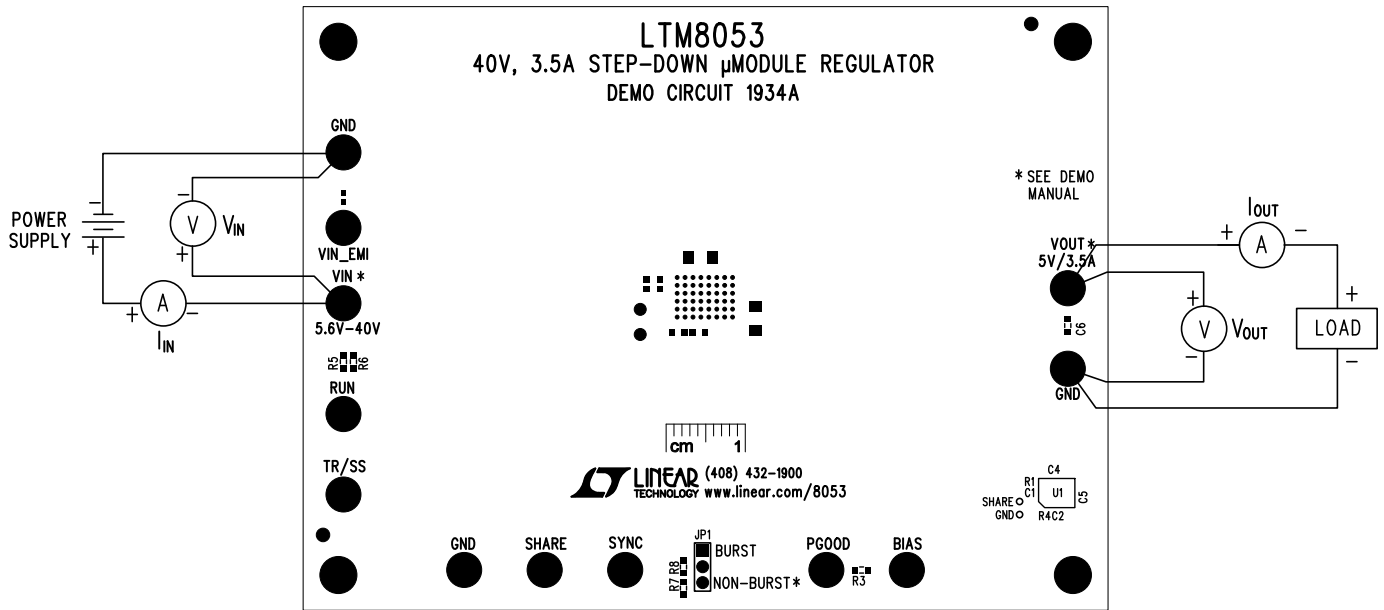 LTM8053
40V, 3.5A STEP-DOWN µMODULE REGULATOR
DEMO CIRCUIT 1934A
GND
POWER
SUPPLY
-
+
-
V
+
VIN
VIN_EMI
VIN *
+
A
-
IIN
5.6V-40V
R5
R6
RUN
TR/SS
* SEE DEMO
MANUAL
VOUT *
5V/3.5A
IOUT
+
A
-
C6
+
V
-
VOUT
+
LOAD
-
GND
cm 1
LINEAR
TECHNOLOGY
(408) 432-1900
www.linear.com/8053
C4
R1
C1
U1
C5
SHARE
GND
R4C2
GND
SHARE
SYNC
R7
R8
JP1
BURST
NON-BURST*
PGOOD
R3
BIAS